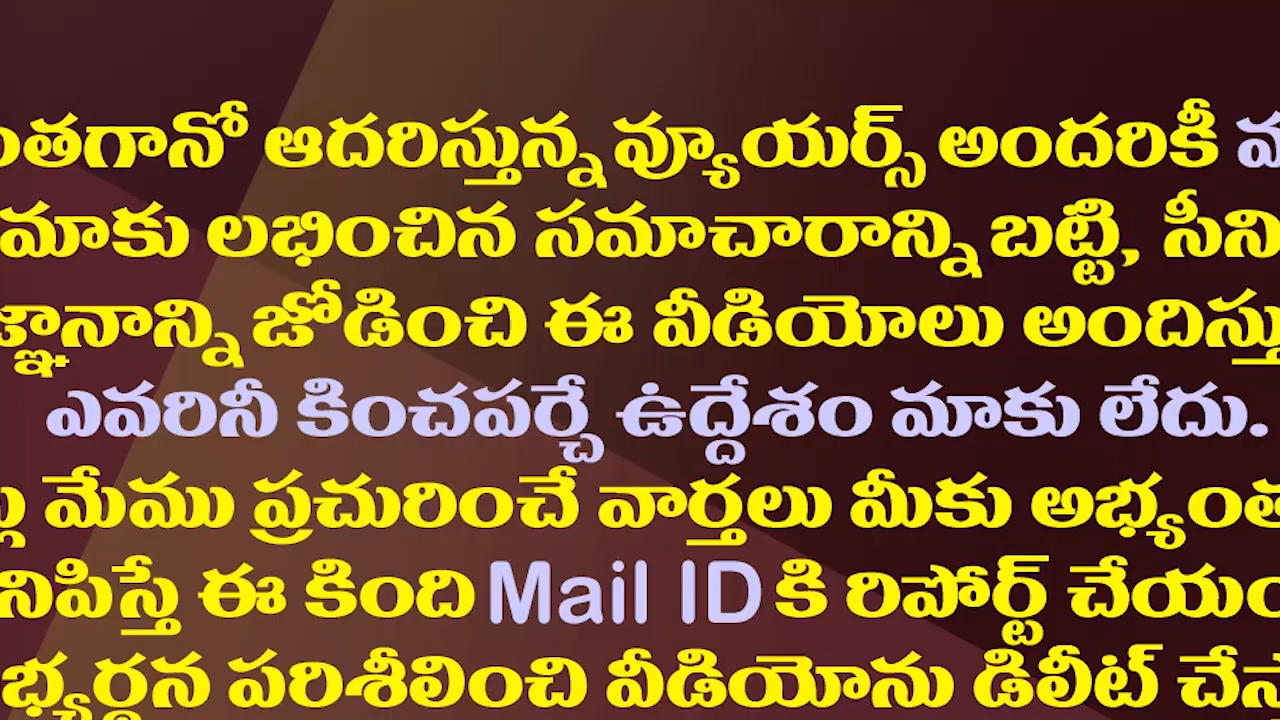 ంతగానో ఆదరిస్తున్న వ్యూయర్స్ అందరికీ
మాకు లభించిన సమాచారాన్ని బట్టి, సీని
జ్ఞానాన్ని జోడించి ఈ వీడియోలు అందిస్తు
ఎవరినీ కించపర్చే ఉద్దేశం మాకు లేదు.
మేము ప్రచురించే వార్తలు మీకు అభ్యంత
నిపిస్తే ఈ కింది Mail ID కి రిపోర్ట్ చేయం
భ్యర్థన పరిశీలించి వీడియోను డిలీట్ చేస